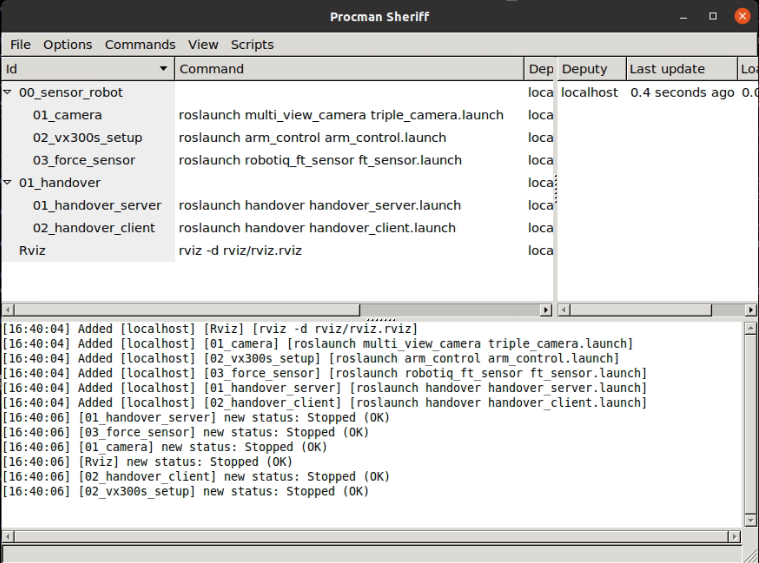 Procman Sheriff
File Options Commands View Scripts
Id Command Dep Deputy Last update Loa
00_sensor_robot loca localhost 0.4 seconds ago 0.0
01_camera roslaunch multi_view_camera triple_camera.launch loca
02_vx300s_setup roslaunch arm_control arm_control.launch loca
03_force_sensor roslaunch robotiq_ft_sensor ft_sensor.launch loca
01_handover loca
01_handover_server roslaunch handover handover_server.launch loca
02_handover_client roslaunch handover handover_client.launch loca
Rviz rviz -d rviz/rviz.rviz loca
[16:40:04] Added [localhost] [Rviz] [rviz -d rviz/rviz.rviz]
[16:40:04] Added [localhost] [01_camera] [roslaunch multi_view_camera triple_camera.launch]
[16:40:04] Added [localhost] [02_vx300s_setup] [roslaunch arm_control arm_control.launch]
[16:40:04] Added [localhost] [03_force_sensor] [roslaunch robotiq_ft_sensor ft_sensor.launch]
[16:40:04] Added [localhost] [01_handover_server] [roslaunch handover handover_server.launch]
[16:40:04] Added [localhost] [02_handover_client] [roslaunch handover handover_client.launch]
[16:40:06] [01_handover_server] new status: Stopped (OK)
[16:40:06] [03_force_sensor] new status: Stopped (OK)
[16:40:06] [01_camera] new status: Stopped (OK)
[16:40:06] [Rviz] new status: Stopped (OK)
[16:40:06] [02_handover_client] new status: Stopped (OK)
[16:40:06] [02_vx300s_setup] new status: Stopped (OK)